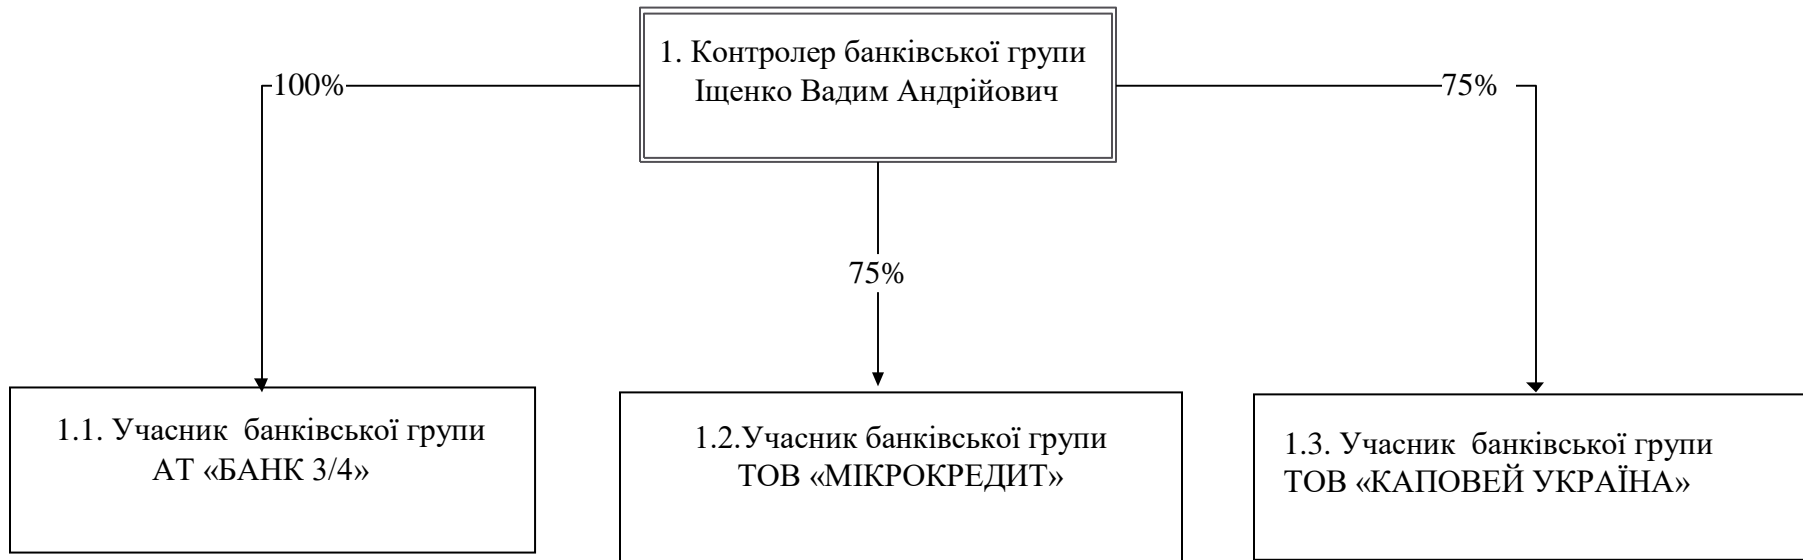 1. Контролер банківської групи
Іщенко Вадим Андрійович
100%
75%
75%
1.1. Учасник банківської групи
АТ «БАНК 3/4»
1.2.Учасник банківської групи
ТОВ «МІКРОКРЕДИТ»
1.3. Учасник банківської групи
ТОВ «КАПОВЕЙ УКРАЇНА»